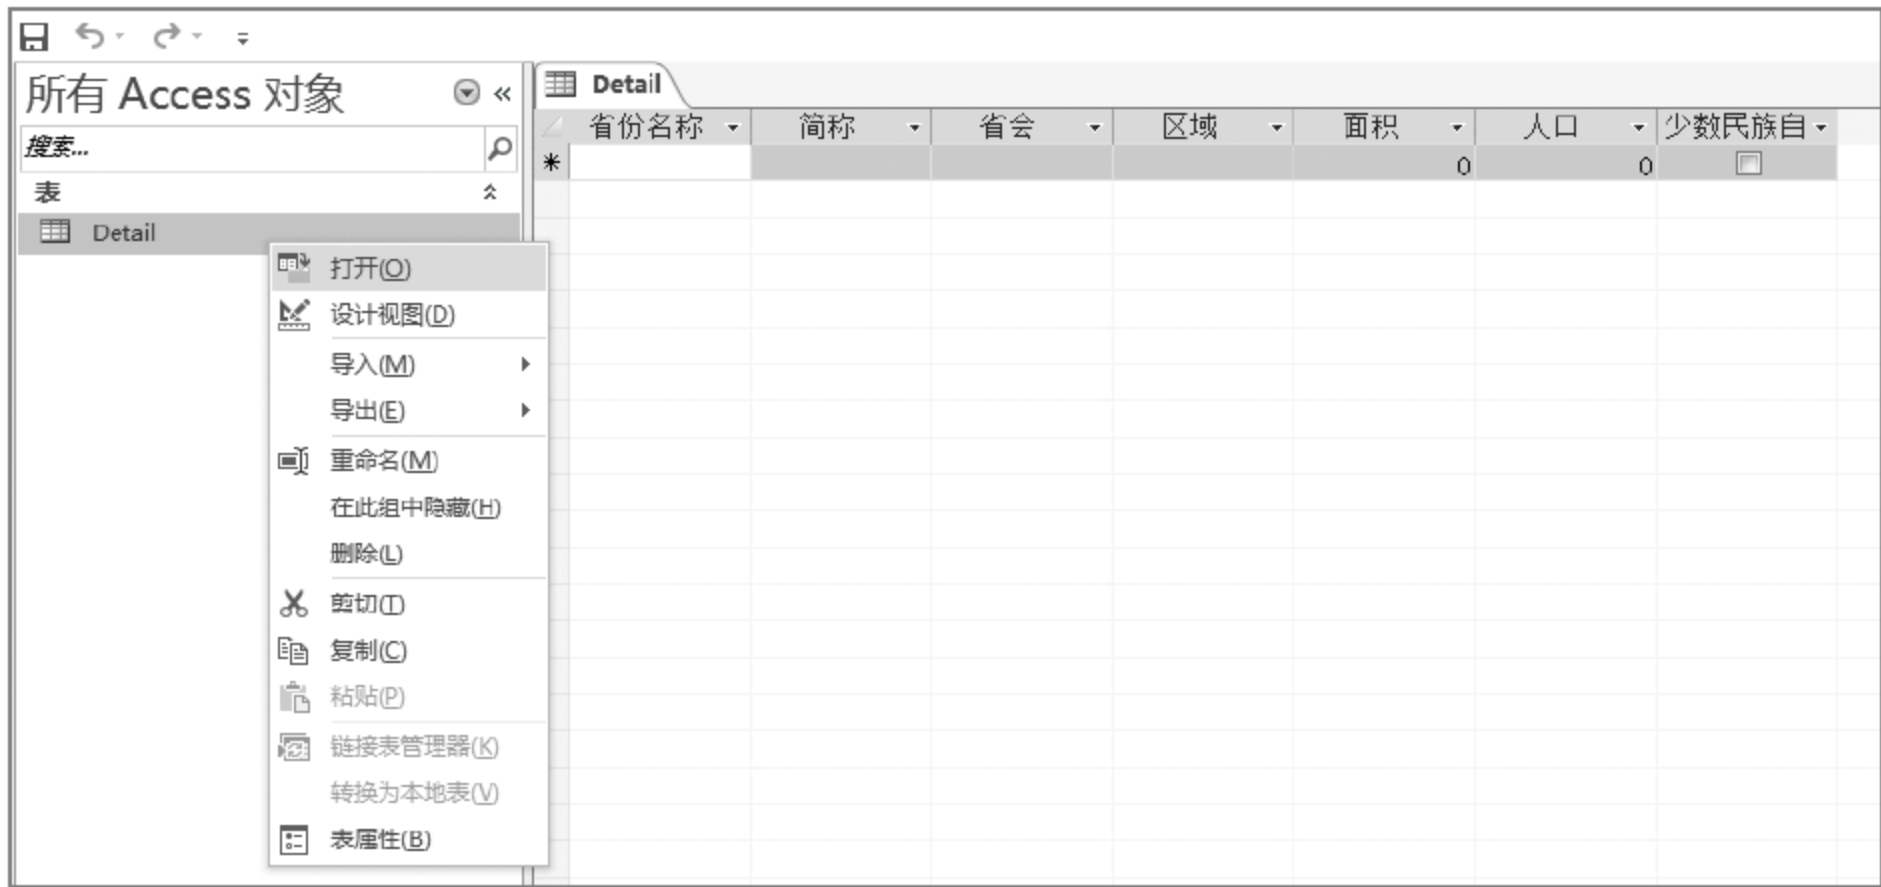 所有 Access 对象
搜索...
表
Detail
打开(O)
设计视图(D)
导入(M)
导出(E)
重命名(M)
在此组中隐藏(H)
删除(L)
剪切(T)
复制(C)
粘贴(P)
链接表管理器(K)
转换为本地表(V)
表属性(B)
Detail
省份名称 简称 省会 区域 面积 人口 少数民族自
* 0 0